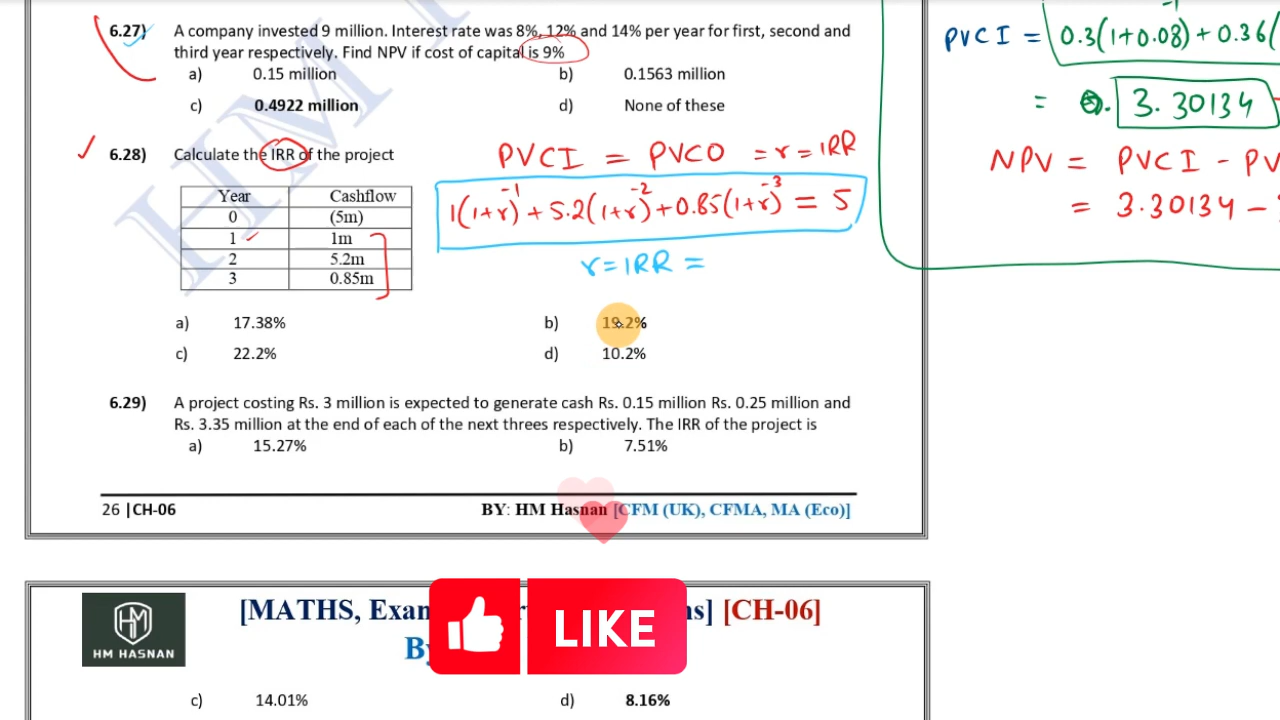 6.27) A company invested 9 million. Interest rate was 8%, 12% and 14% per year for first, second and
third year respectively. Find NPV if cost of capital is 9%
a) 0.15 million b) 0.1563 million
c) 0.4922 million d) None of these
6.28) Calculate the IRR of the project
Year Cashflow
0 (5m)
1 1m
2 5.2m
3 0.85m
PVCI = PVCO = r = IRR
1(1+r)⁻¹ + 5.2(1+r)⁻² + 0.85(1+r)⁻³ = 5
r = IRR =
a) 17.38% b) 19.2%
c) 22.2% d) 10.2%
6.29) A project costing Rs. 3 million is expected to generate cash Rs. 0.15 million Rs. 0.25 million and
Rs. 3.35 million at the end of each of the next threes respectively. The IRR of the project is
a) 15.27% b) 7.51%
26 |CH-06 BY: HM Hasnan [CFM (UK), CFMA, MA (Eco)]
PVCI = 0.3(1+0.08)⁻¹ + 0.36(
= 3.30134
NPV = PVCI - PV
= 3.30134 -
HM
HM HASNAN
[MATHS, [CH-06]
LIKE
c) 14.01% d) 8.16%